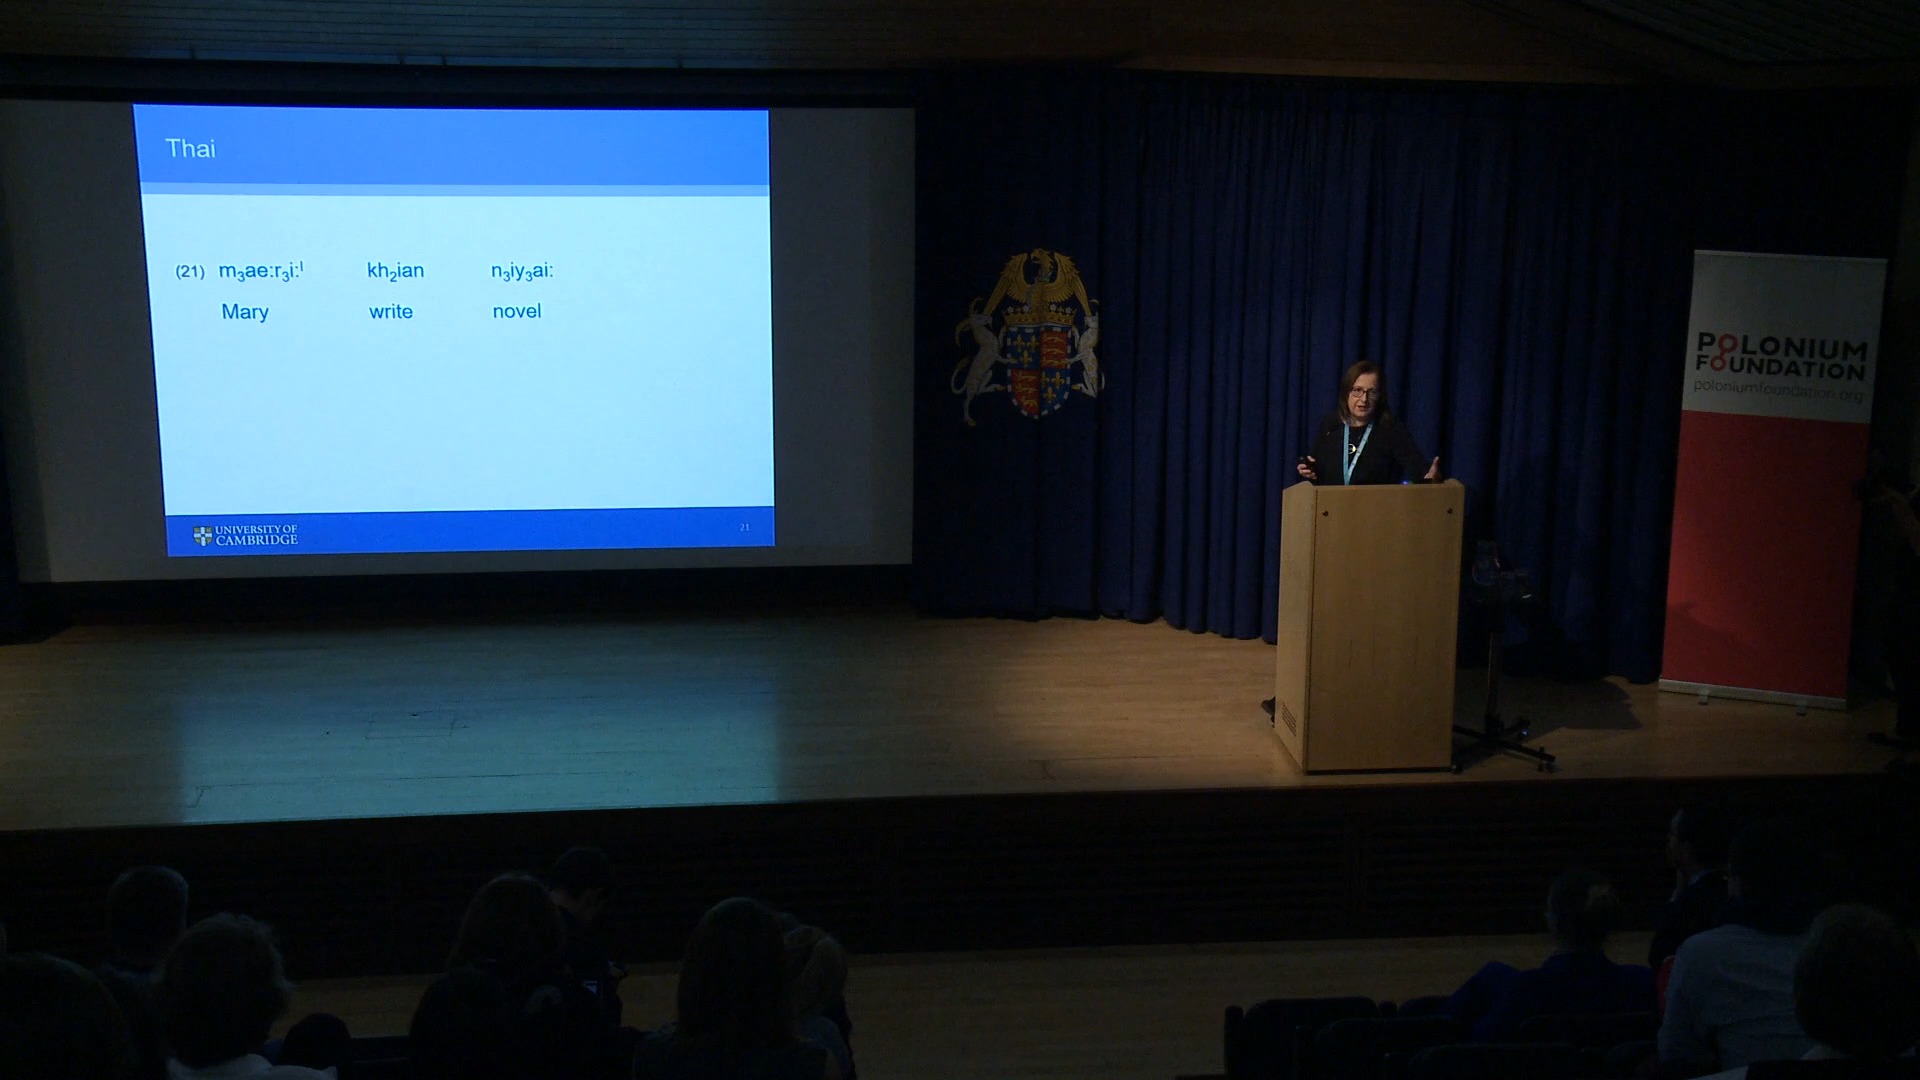 Thai
(21) m₃ae:r₃i:ˡ kh₂ian n₃iy₃ai:
Mary write novel
UNIVERSITY OF
CAMBRIDGE
21
POLONIUM
FOUNDATION
poloniumfoundation.org